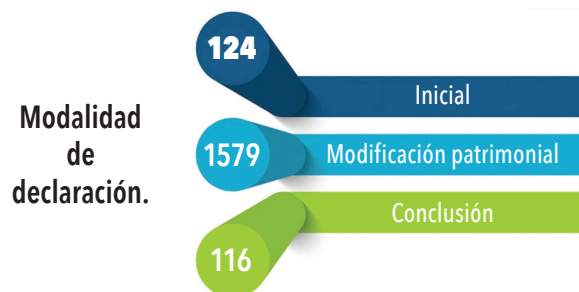 Modalidad
de
declaración.
124
Inicial
1579
Modificación patrimonial
Conclusión
116